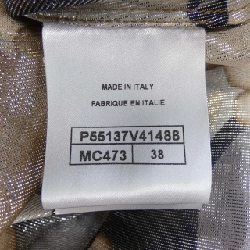 MADE IN ITALY
FABRIQUE EN ITALIE
P55137V41488
MC473 38